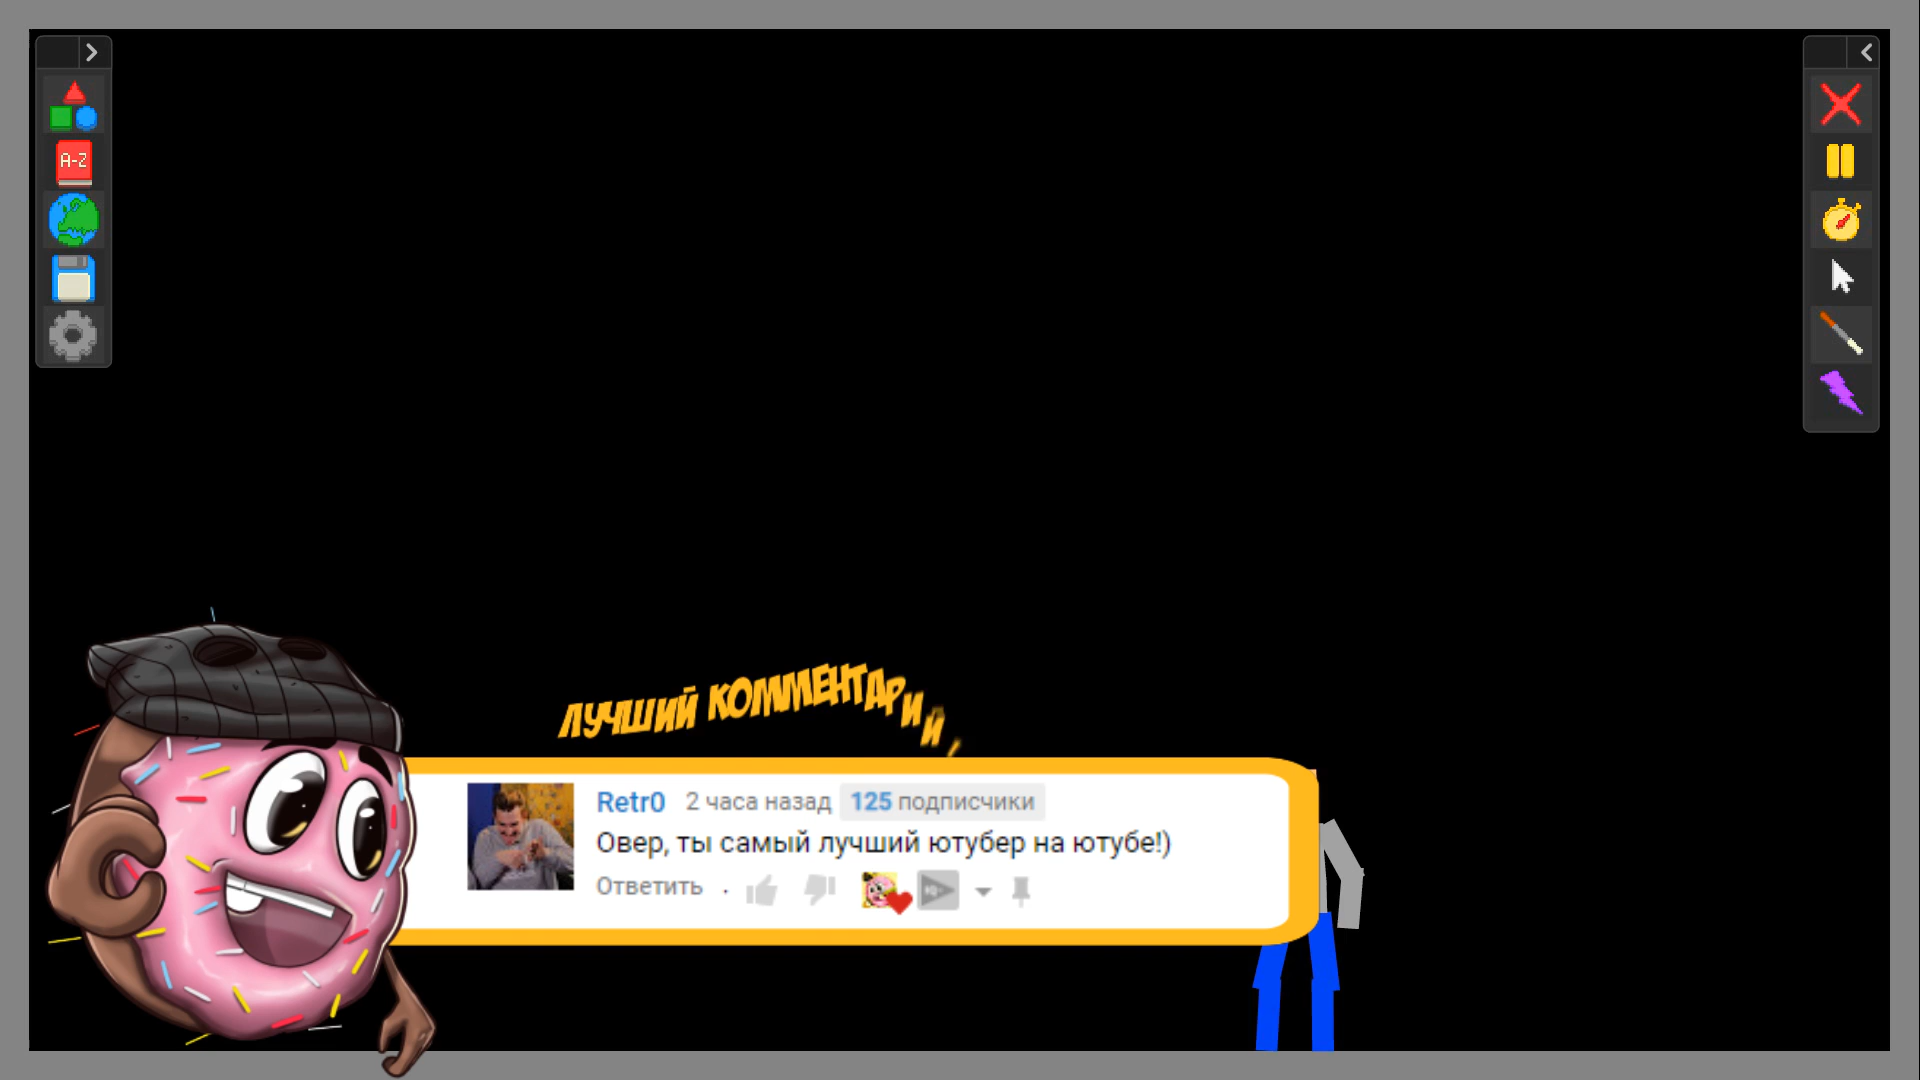 A-Z
ЛУЧШИЙ КОММЕНТАРИЙ
Retr0 2 часа назад 125 подписчики
Овер, ты самый лучший ютубер на ютубе!)
Ответить